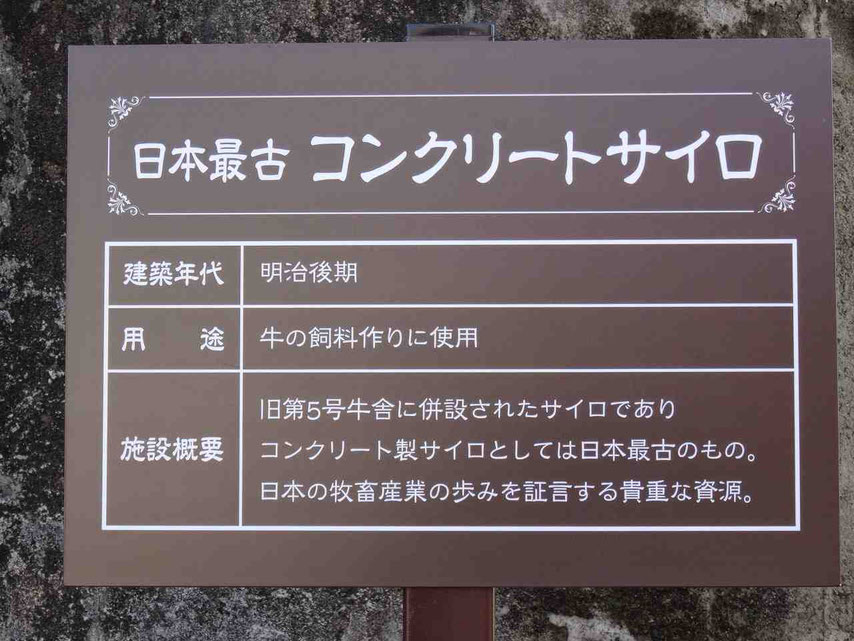 日本最古 コンクリートサイロ
建築年代 明治後期
用途 牛の飼料作りに使用
施設概要
旧第5号牛舎に併設されたサイロであり
コンクリート製サイロとしては日本最古のもの。
日本の牧畜産業の歩みを証言する貴重な資源。